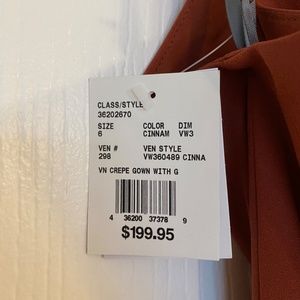 CLASS/STYLE
36202670
SIZE COLOR DIM
6 CINNAM VW3
VEN # VEN STYLE
298 VW360489 CINNA
VN CREPE GOWN WITH G
4 36200 37378 9
$199.95